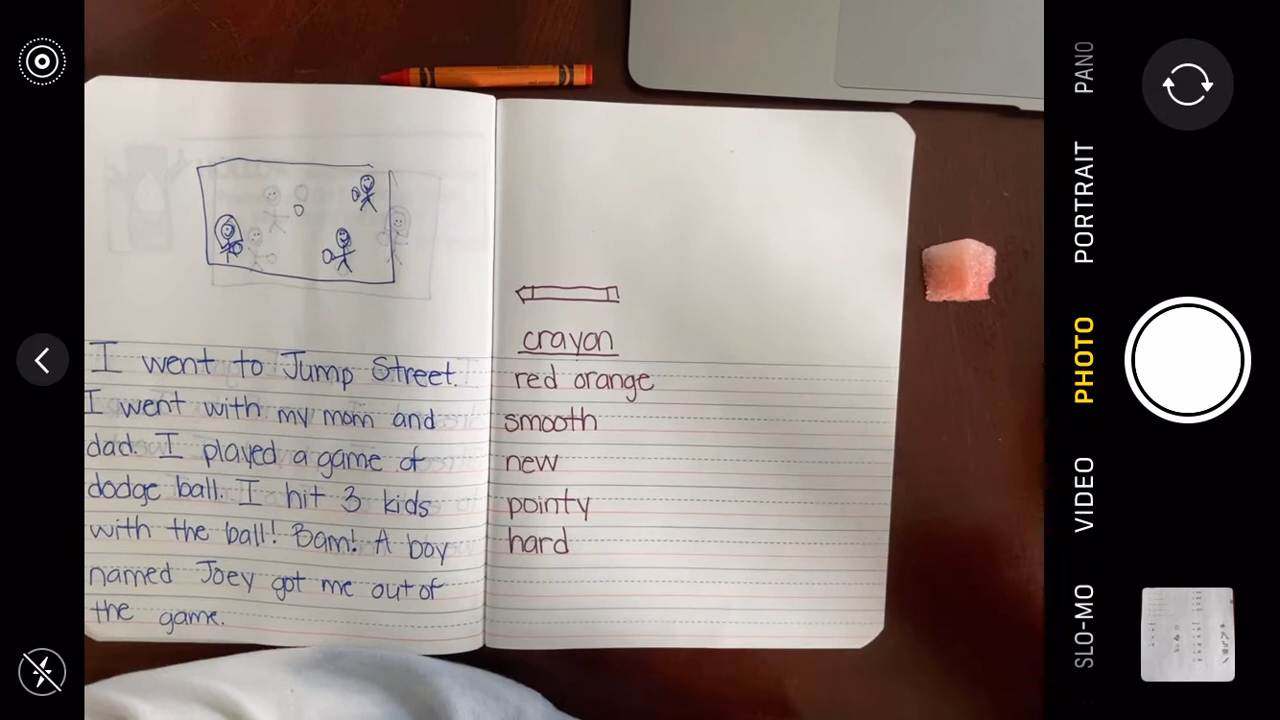 I went to Jump Street.
I went with my mom and
dad. I played a game of
dodge ball. I hit 3 kids
with the ball! Bam! A boy
named Joey got me out of
the game.
crayon
red orange
smooth
new
pointy
hard
PANO
PORTRAIT
PHOTO
VIDEO
SLO-MO